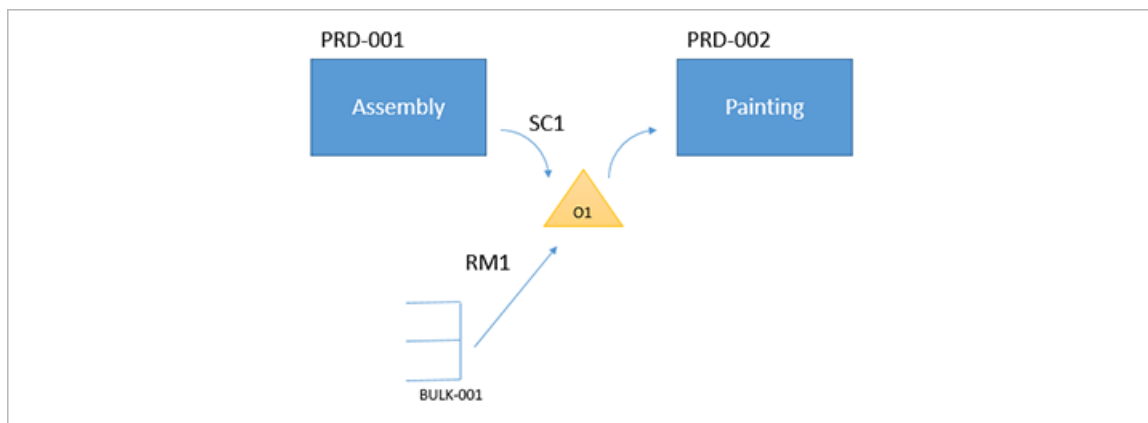 PRD-001
PRD-002
Assembly
Painting
SC1
O1
RM1
BULK-001